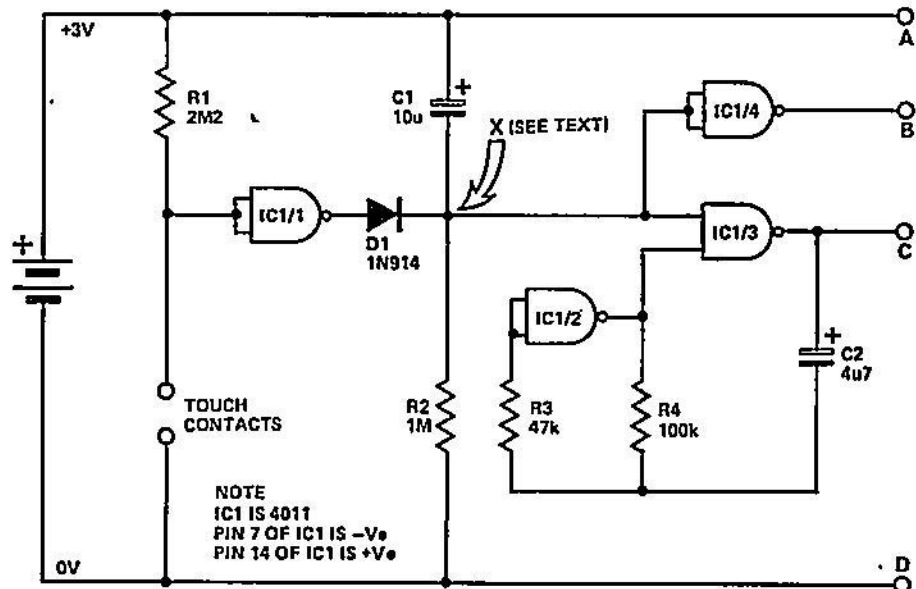 +3V
A
R1
2M2
C1
10u
+
X (SEE TEXT)
IC1/4
B
IC1/1
D1
1N914
IC1/3
C
+
IC1/2
+
C2
4u7
TOUCH
CONTACTS
R2
1M
R3
47k
R4
100k
NOTE
IC1 IS 4011
PIN 7 OF IC1 IS –Ve
PIN 14 OF IC1 IS +Ve
0V
D